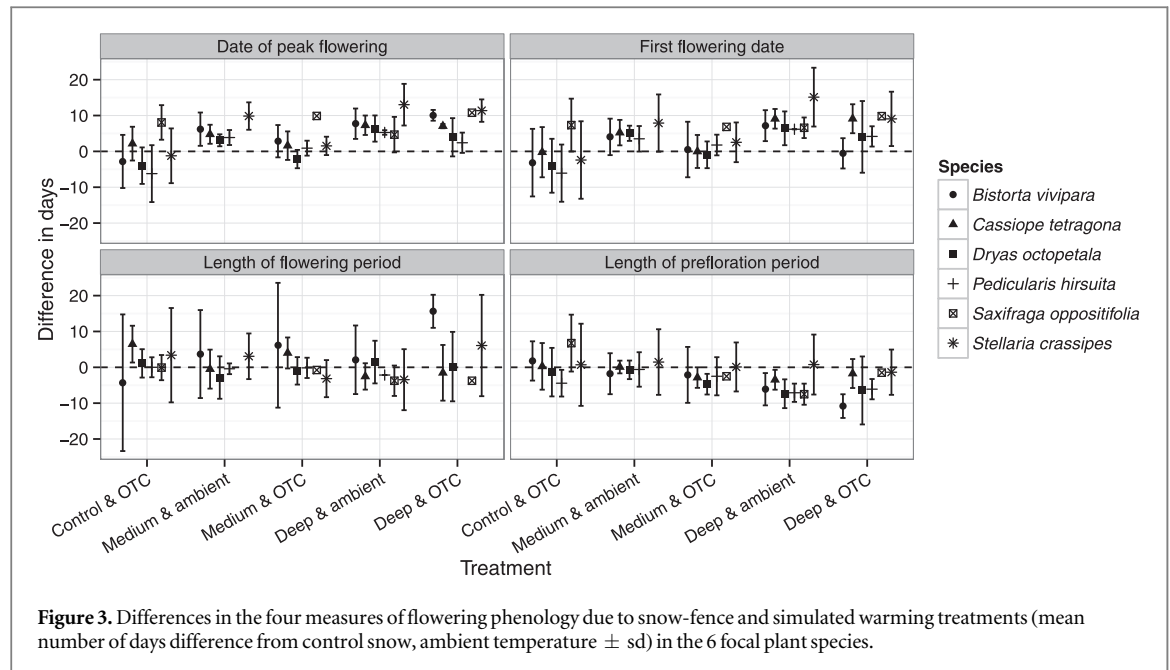 Date of peak flowering
First flowering date
20
10
0
−10
−20
Length of flowering period
Length of prefloration period
20
10
0
−10
−20
Difference in days
Control & OTC
Medium & ambient
Medium & OTC
Deep & ambient
Deep & OTC
Control & OTC
Medium & ambient
Medium & OTC
Deep & ambient
Deep & OTC
Treatment
Species
Bistorta vivipara
Cassiope tetragona
Dryas octopetala
Pedicularis hirsuita
Saxifraga oppositifolia
Stellaria crassipes
Figure 3. Differences in the four measures of flowering phenology due to snow-fence and simulated warming treatments (mean
number of days difference from control snow, ambient temperature ± sd) in the 6 focal plant species.